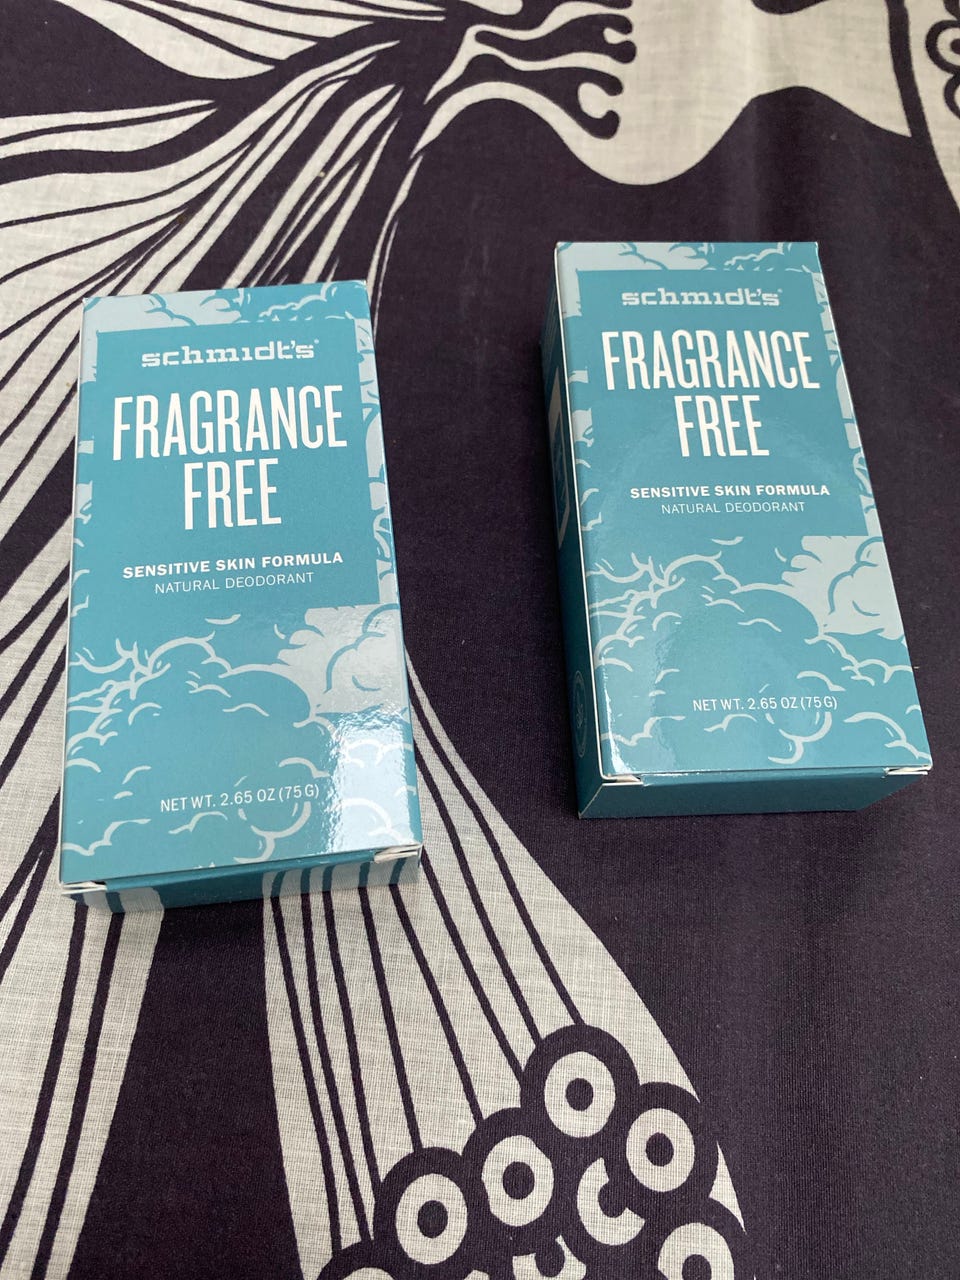 schmidt's®
FRAGRANCE
FREE
SENSITIVE SKIN FORMULA
NATURAL DEODORANT
NET WT. 2.65 OZ (75 G)
schmidt's®
FRAGRANCE
FREE
SENSITIVE SKIN FORMULA
NATURAL DEODORANT
NET WT. 2.65 OZ (75 G)